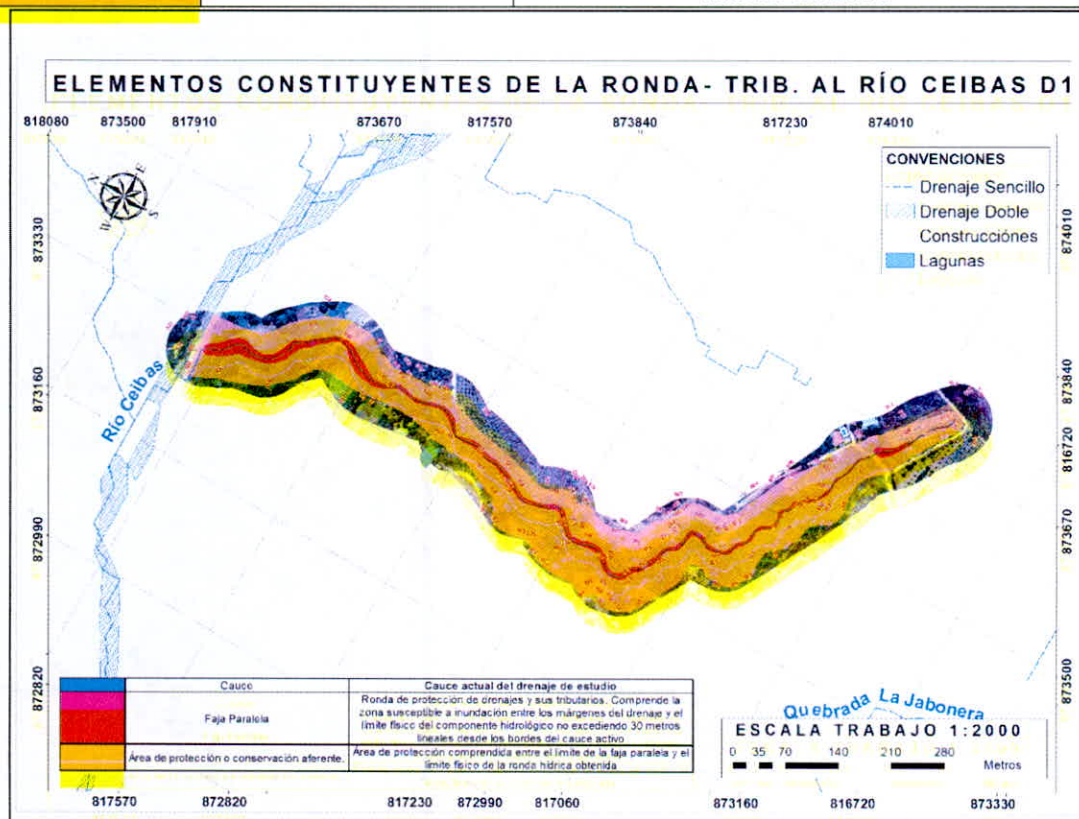 ELEMENTOS CONSTITUYENTES DE LA RONDA- TRIB. AL RÍO CEIBAS D1
818080 873500 817910 873670 817570 873840 817230 874010
CONVENCIONES
Drenaje Sencillo
Drenaje Doble
Construcciónes
Lagunas
N E
W S
873330
873160
872990
872820
874010
873840
816720
873670
873500
Río Ceibas
Quebrada La Jabonera
Cauce
Cauce actual del drenaje de estudio
Faja Paralela
Ronda de protección de drenajes y sus tributarios. Comprende la
zona susceptible a inundación entre los márgenes del drenaje y el
límite físico del componente hidrológico no excediendo 30 metros
lineales desde los bordes del cauce activo
Área de protección o conservación aferente.
Área de protección comprendida entre el límite de la faja paralela y el
límite físico de la ronda hídrica obtenida
ESCALA TRABAJO 1:2000
0 35 70 140 210 280
Metros
817570 872820 817230 872990 817060 873160 816720 873330